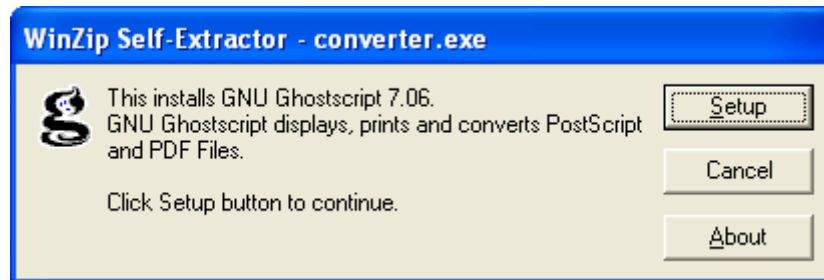 WinZip Self-Extractor - converter.exe
This installs GNU Ghostscript 7.06.
GNU Ghostscript displays, prints and converts PostScript
and PDF Files.
Click Setup button to continue.
Setup
Cancel
About